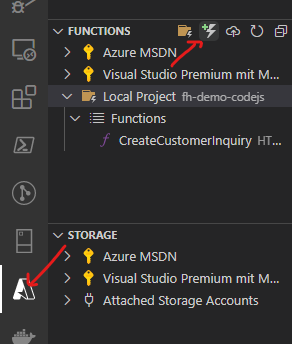 FUNCTIONS
Azure MSDN
Visual Studio Premium mit M...
Local Project fh-demo-codejs
Functions
CreateCustomerInquiry HT...
STORAGE
Azure MSDN
Visual Studio Premium mit M...
Attached Storage Accounts